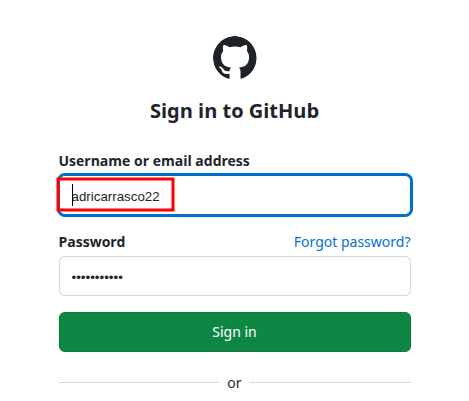 Sign in to GitHub
Username or email address
adricarrasco22
Password Forgot password?
•••••••••••
Sign in
or